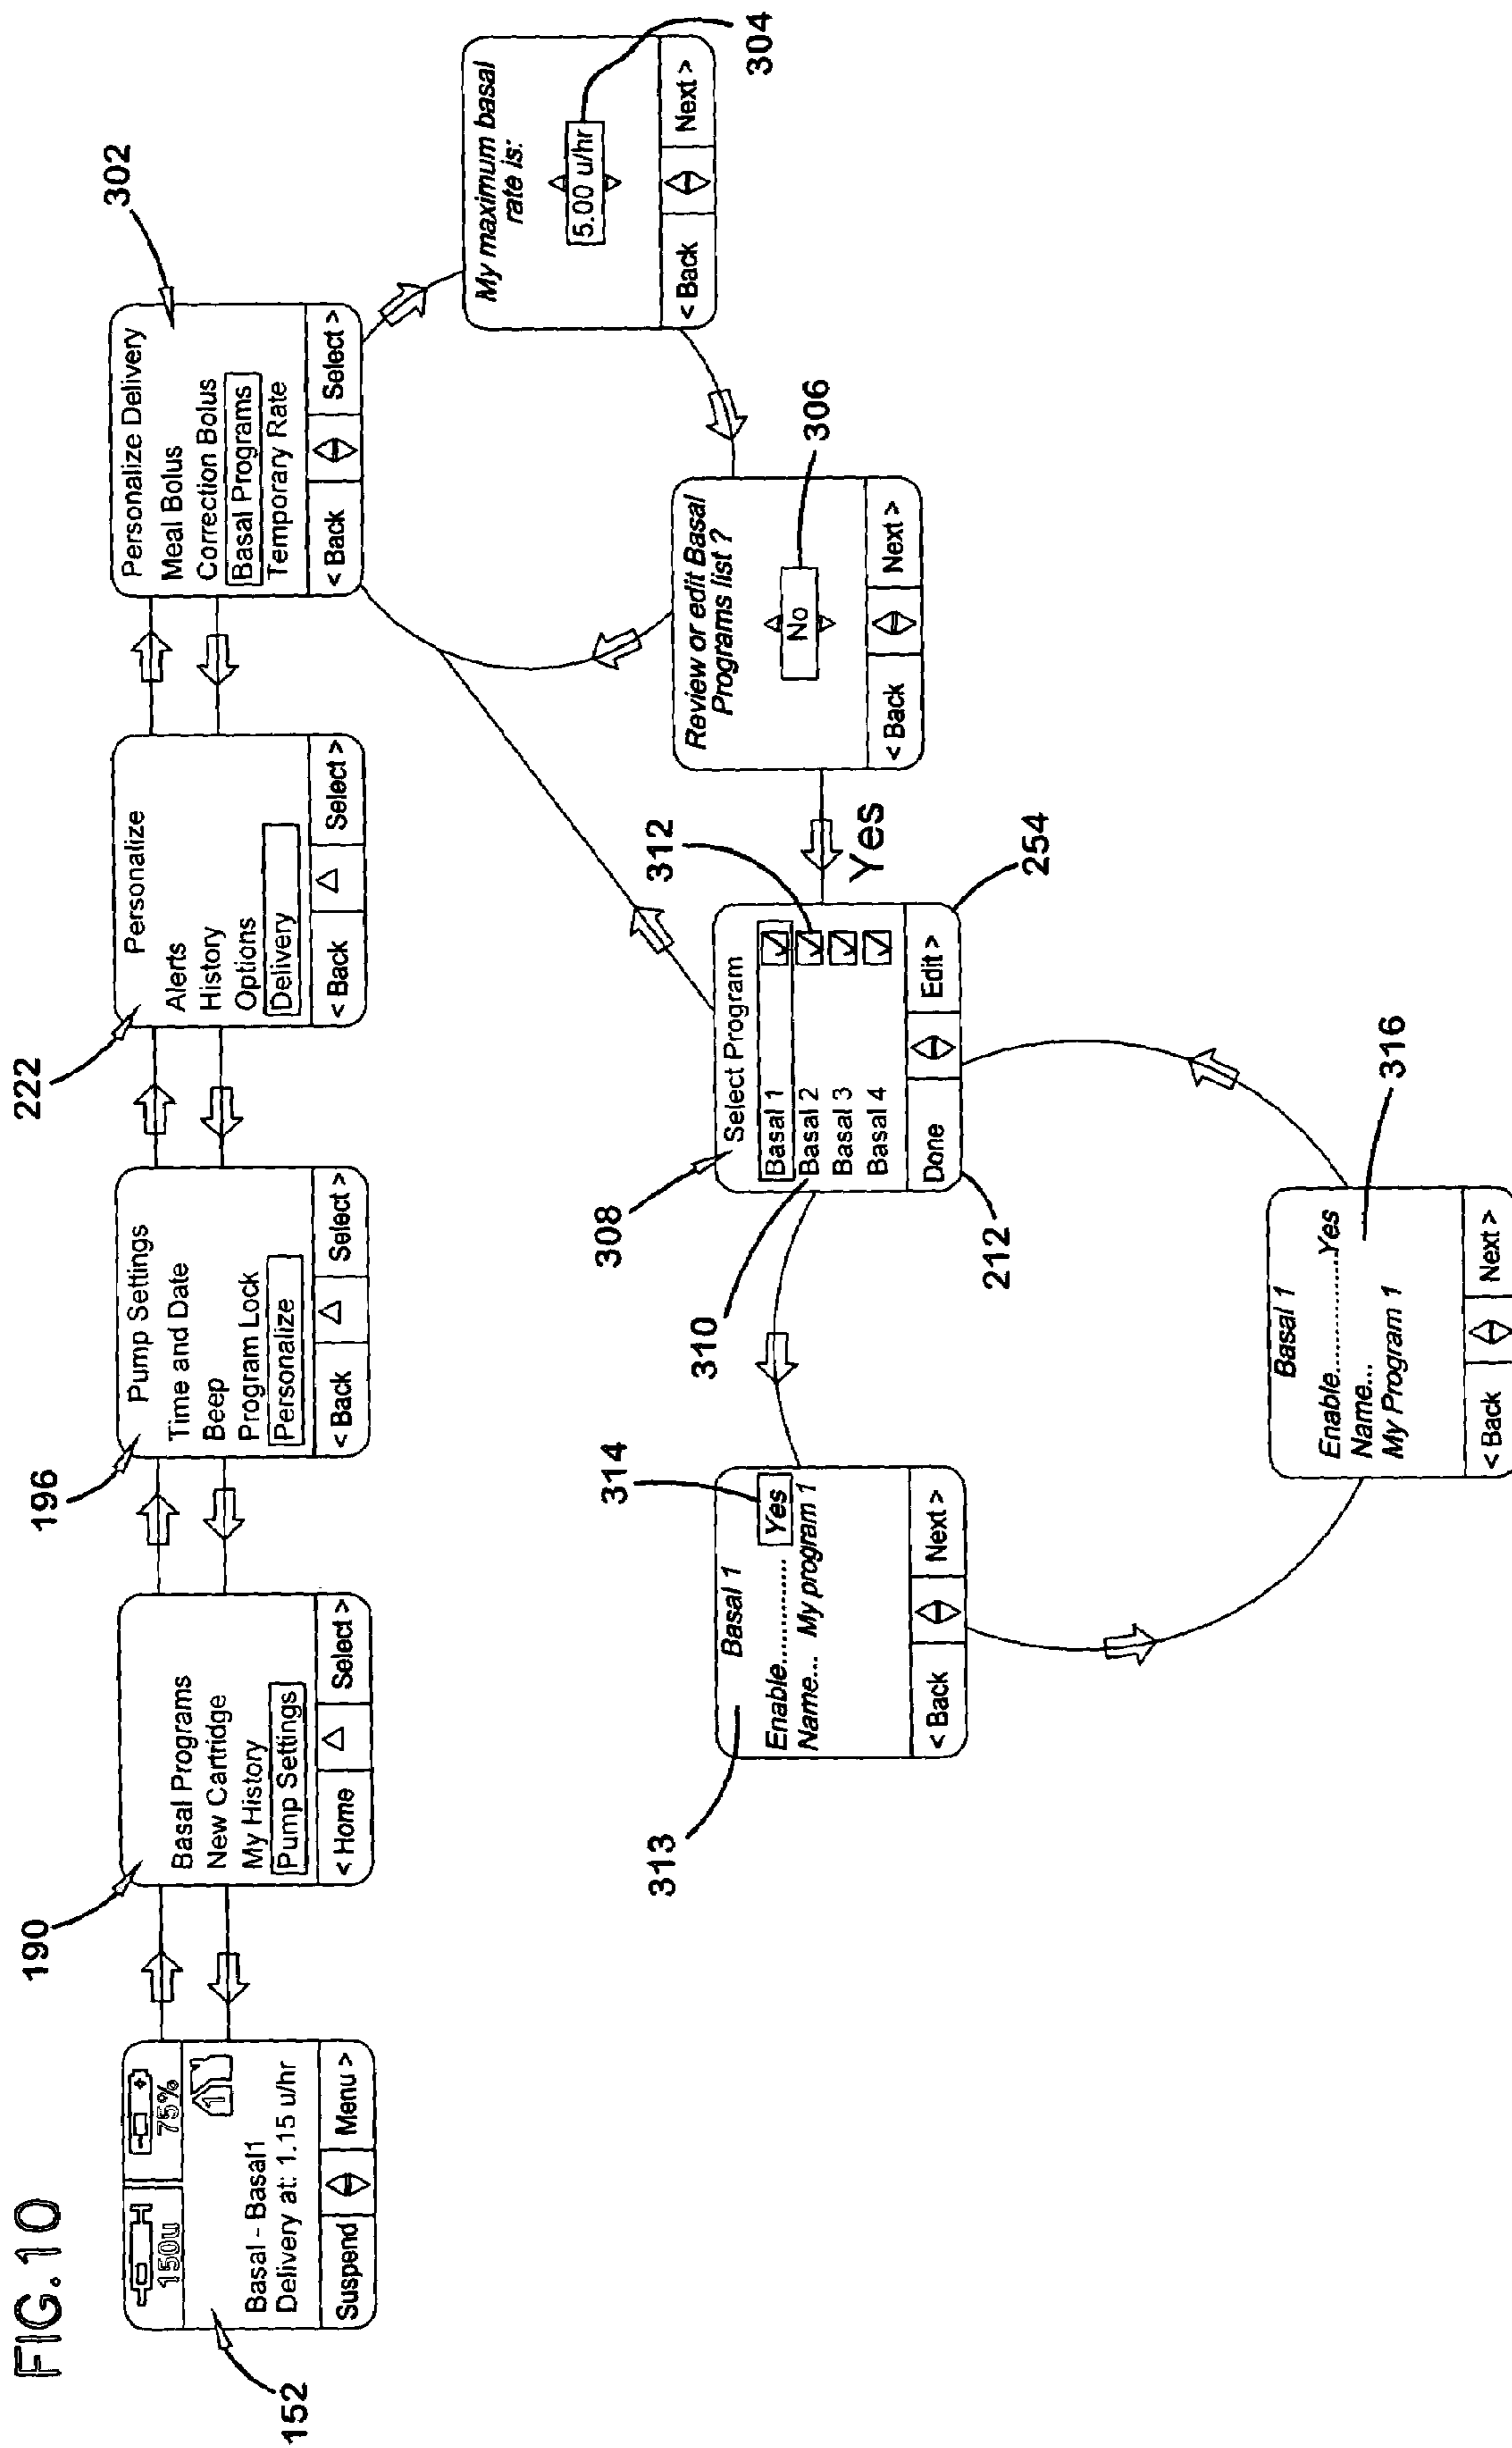 FIG.10
152
150u
75%
1
Basal - Basal1
Delivery at: 1.15 u/hr
Suspend
Menu >
190
Basal Programs
New Cartridge
My History
Pump Settings
< Home
Select >
196
Pump Settings
Time and Date
Beep
Program Lock
Personalize
< Back
Select >
222
Personalize
Alerts
History
Options
Delivery
< Back
Select >
302
Personalize Delivery
Meal Bolus
Correction Bolus
Basal Programs
Temporary Rate
< Back
Select >
My maximum basal
rate is:
5.00 u/hr
304
< Back
Next >
Review or edit Basal
Programs list ?
No
306
< Back
Next >
Yes
308
Select Program
Basal 1
Basal 2
Basal 3
Basal 4
310
312
Done
Edit >
212
254
313
Basal 1
Enable............. Yes
Name... My program 1
314
< Back
Next >
Basal 1
Enable................Yes
Name...
My Program 1
316
< Back
Next >